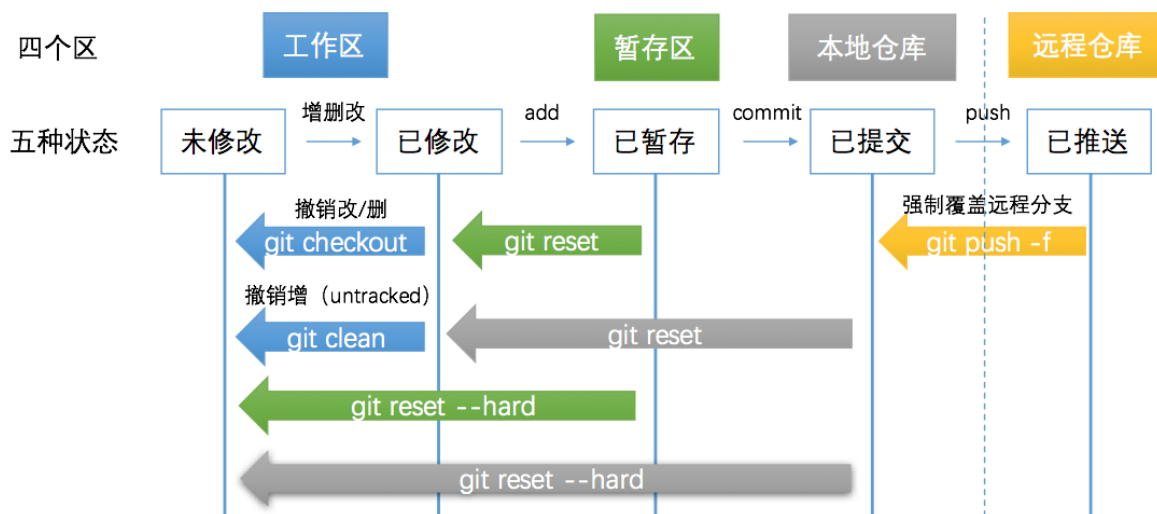 四个区 工作区 暂存区 本地仓库 远程仓库
增删改 add commit push
五种状态 未修改 已修改 已暂存 已提交 已推送
撤销改/删 强制覆盖远程分支
git checkout git reset git push -f
撤销增（untracked）
git clean git reset
git reset --hard
git reset --hard